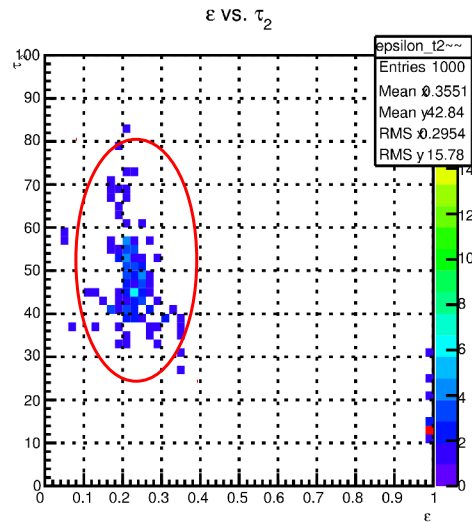 ε vs. τ2
epsilon_t2~~
Entries 1000
Mean x 0.3551
Mean y 42.84
RMS x 0.2954
RMS y 15.78
τ
100
90
80
70
60
50
40
30
20
10
0
0 0.1 0.2 0.3 0.4 0.5 0.6 0.7 0.8 0.9 1
ε
14
12
10
8
6
4
2
0